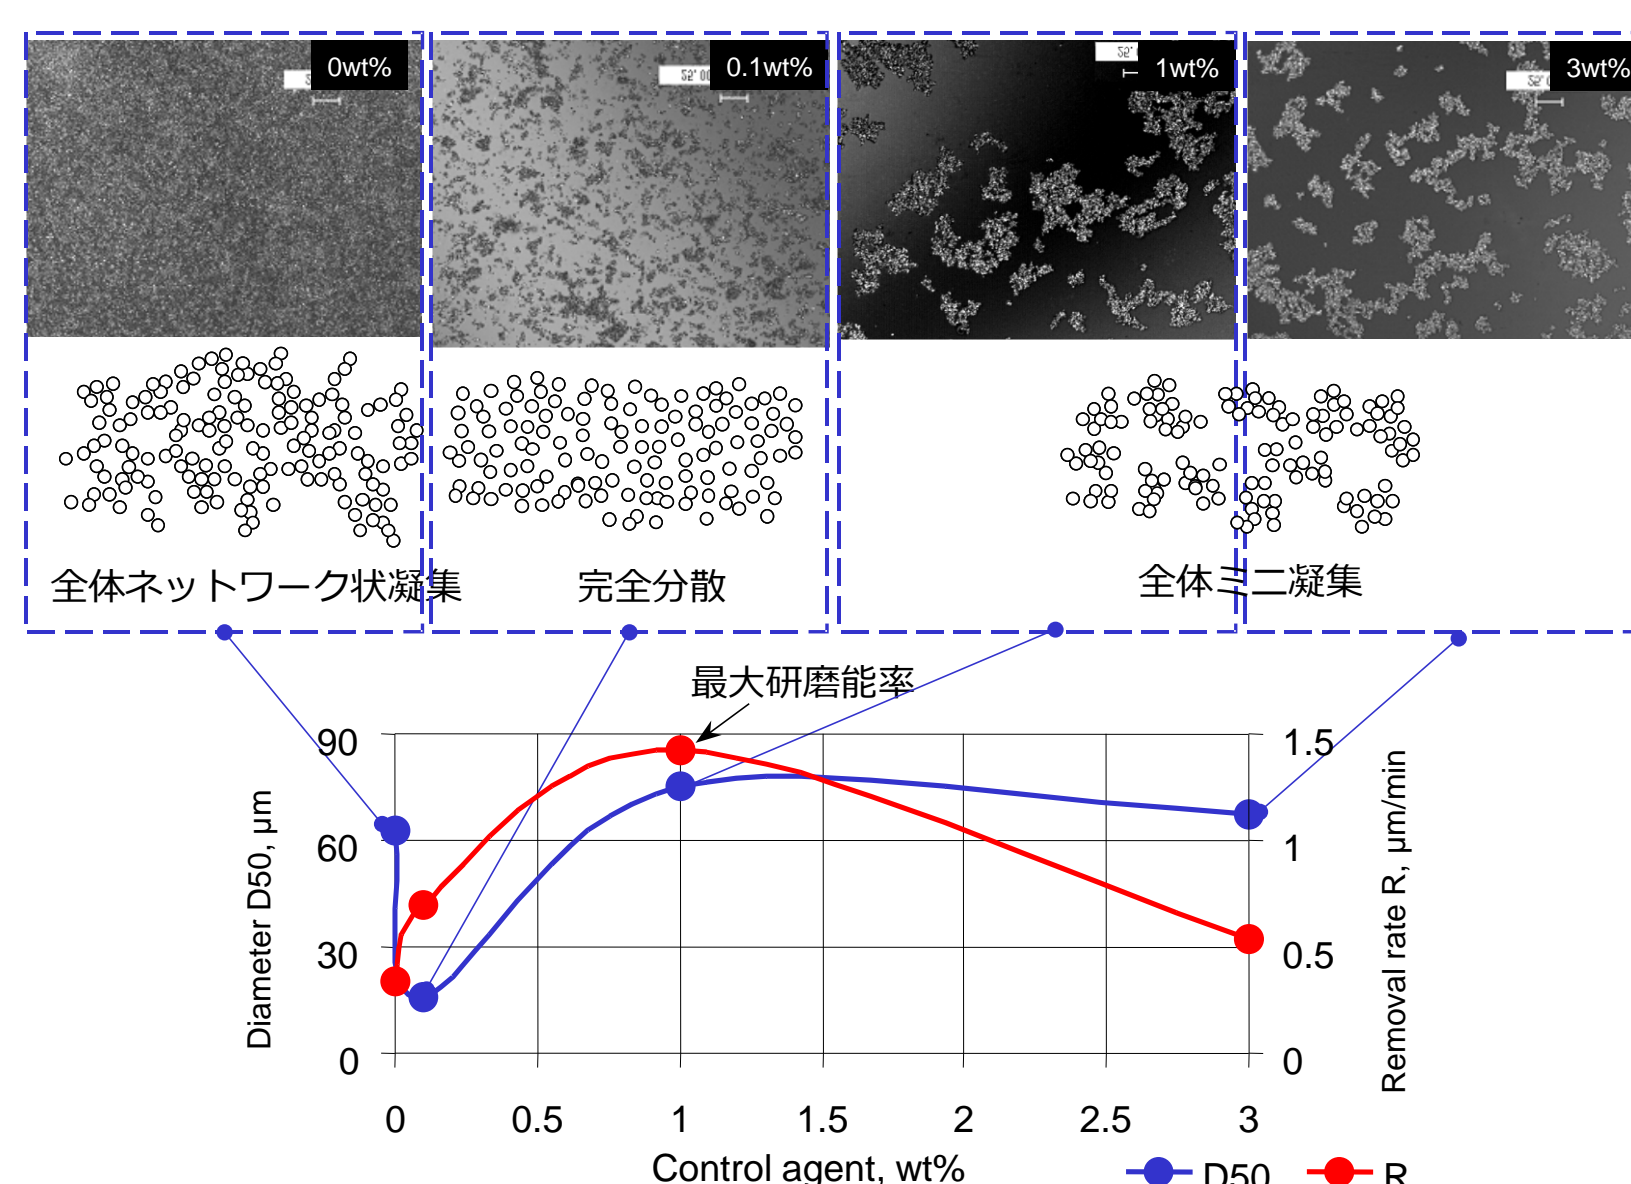 0wt%
0.1wt%
1wt%
3wt%
全体ネットワーク状凝集
完全分散
全体ミニ凝集
最大研磨能率
90
60
30
0
Diameter D50, μm
1.5
1
0.5
0
Removal rate R, μm/min
0 0.5 1 1.5 2 2.5 3
Control agent, wt%
D50 R